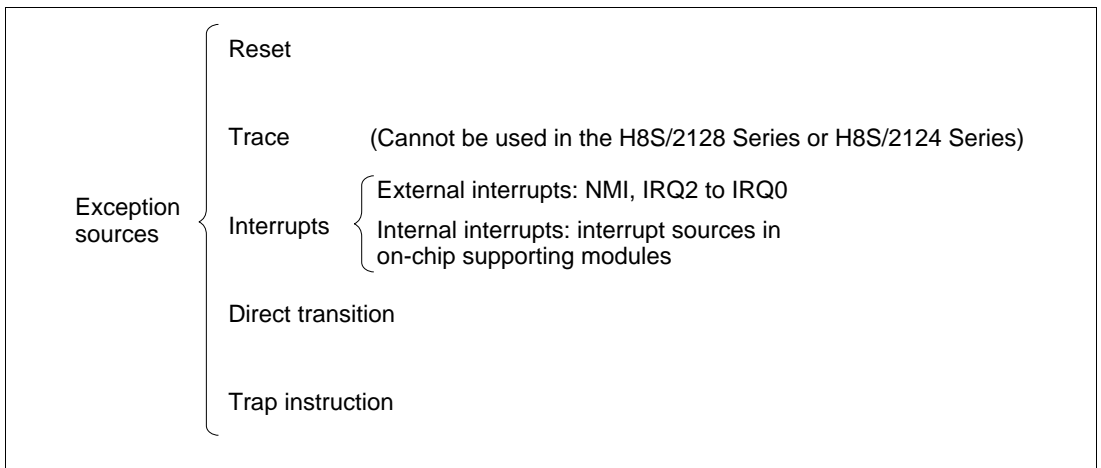 Reset
Trace (Cannot be used in the H8S/2128 Series or H8S/2124 Series)
Exception
sources
Interrupts
External interrupts: NMI, IRQ2 to IRQ0
Internal interrupts: interrupt sources in
on-chip supporting modules
Direct transition
Trap instruction